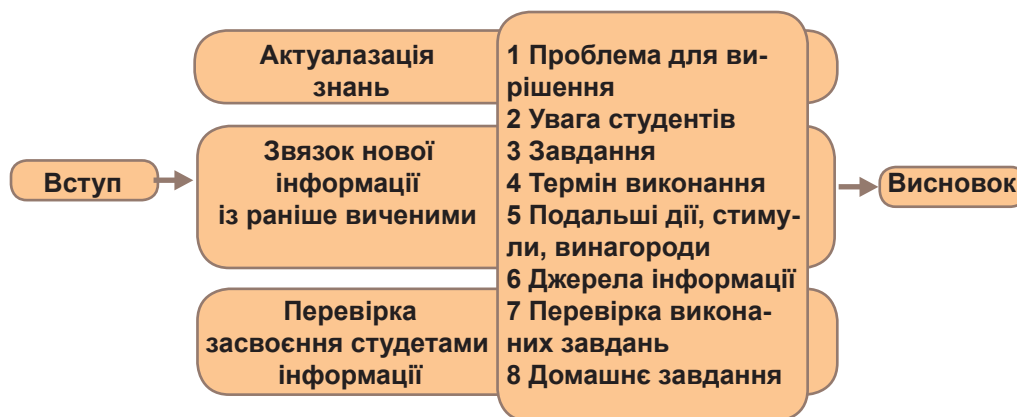 Вступ
Актуалазація
знань
Звязок нової
інформації
із раніше виченими
Перевірка
засвоєння студетами
інформації
1 Проблема для ви-
рішення
2 Увага студентів
3 Завдання
4 Термін виконання
5 Подальші дії, стиму-
ли, винагороди
6 Джерела інформації
7 Перевірка викона-
них завдань
8 Домашнє завдання
Висновок